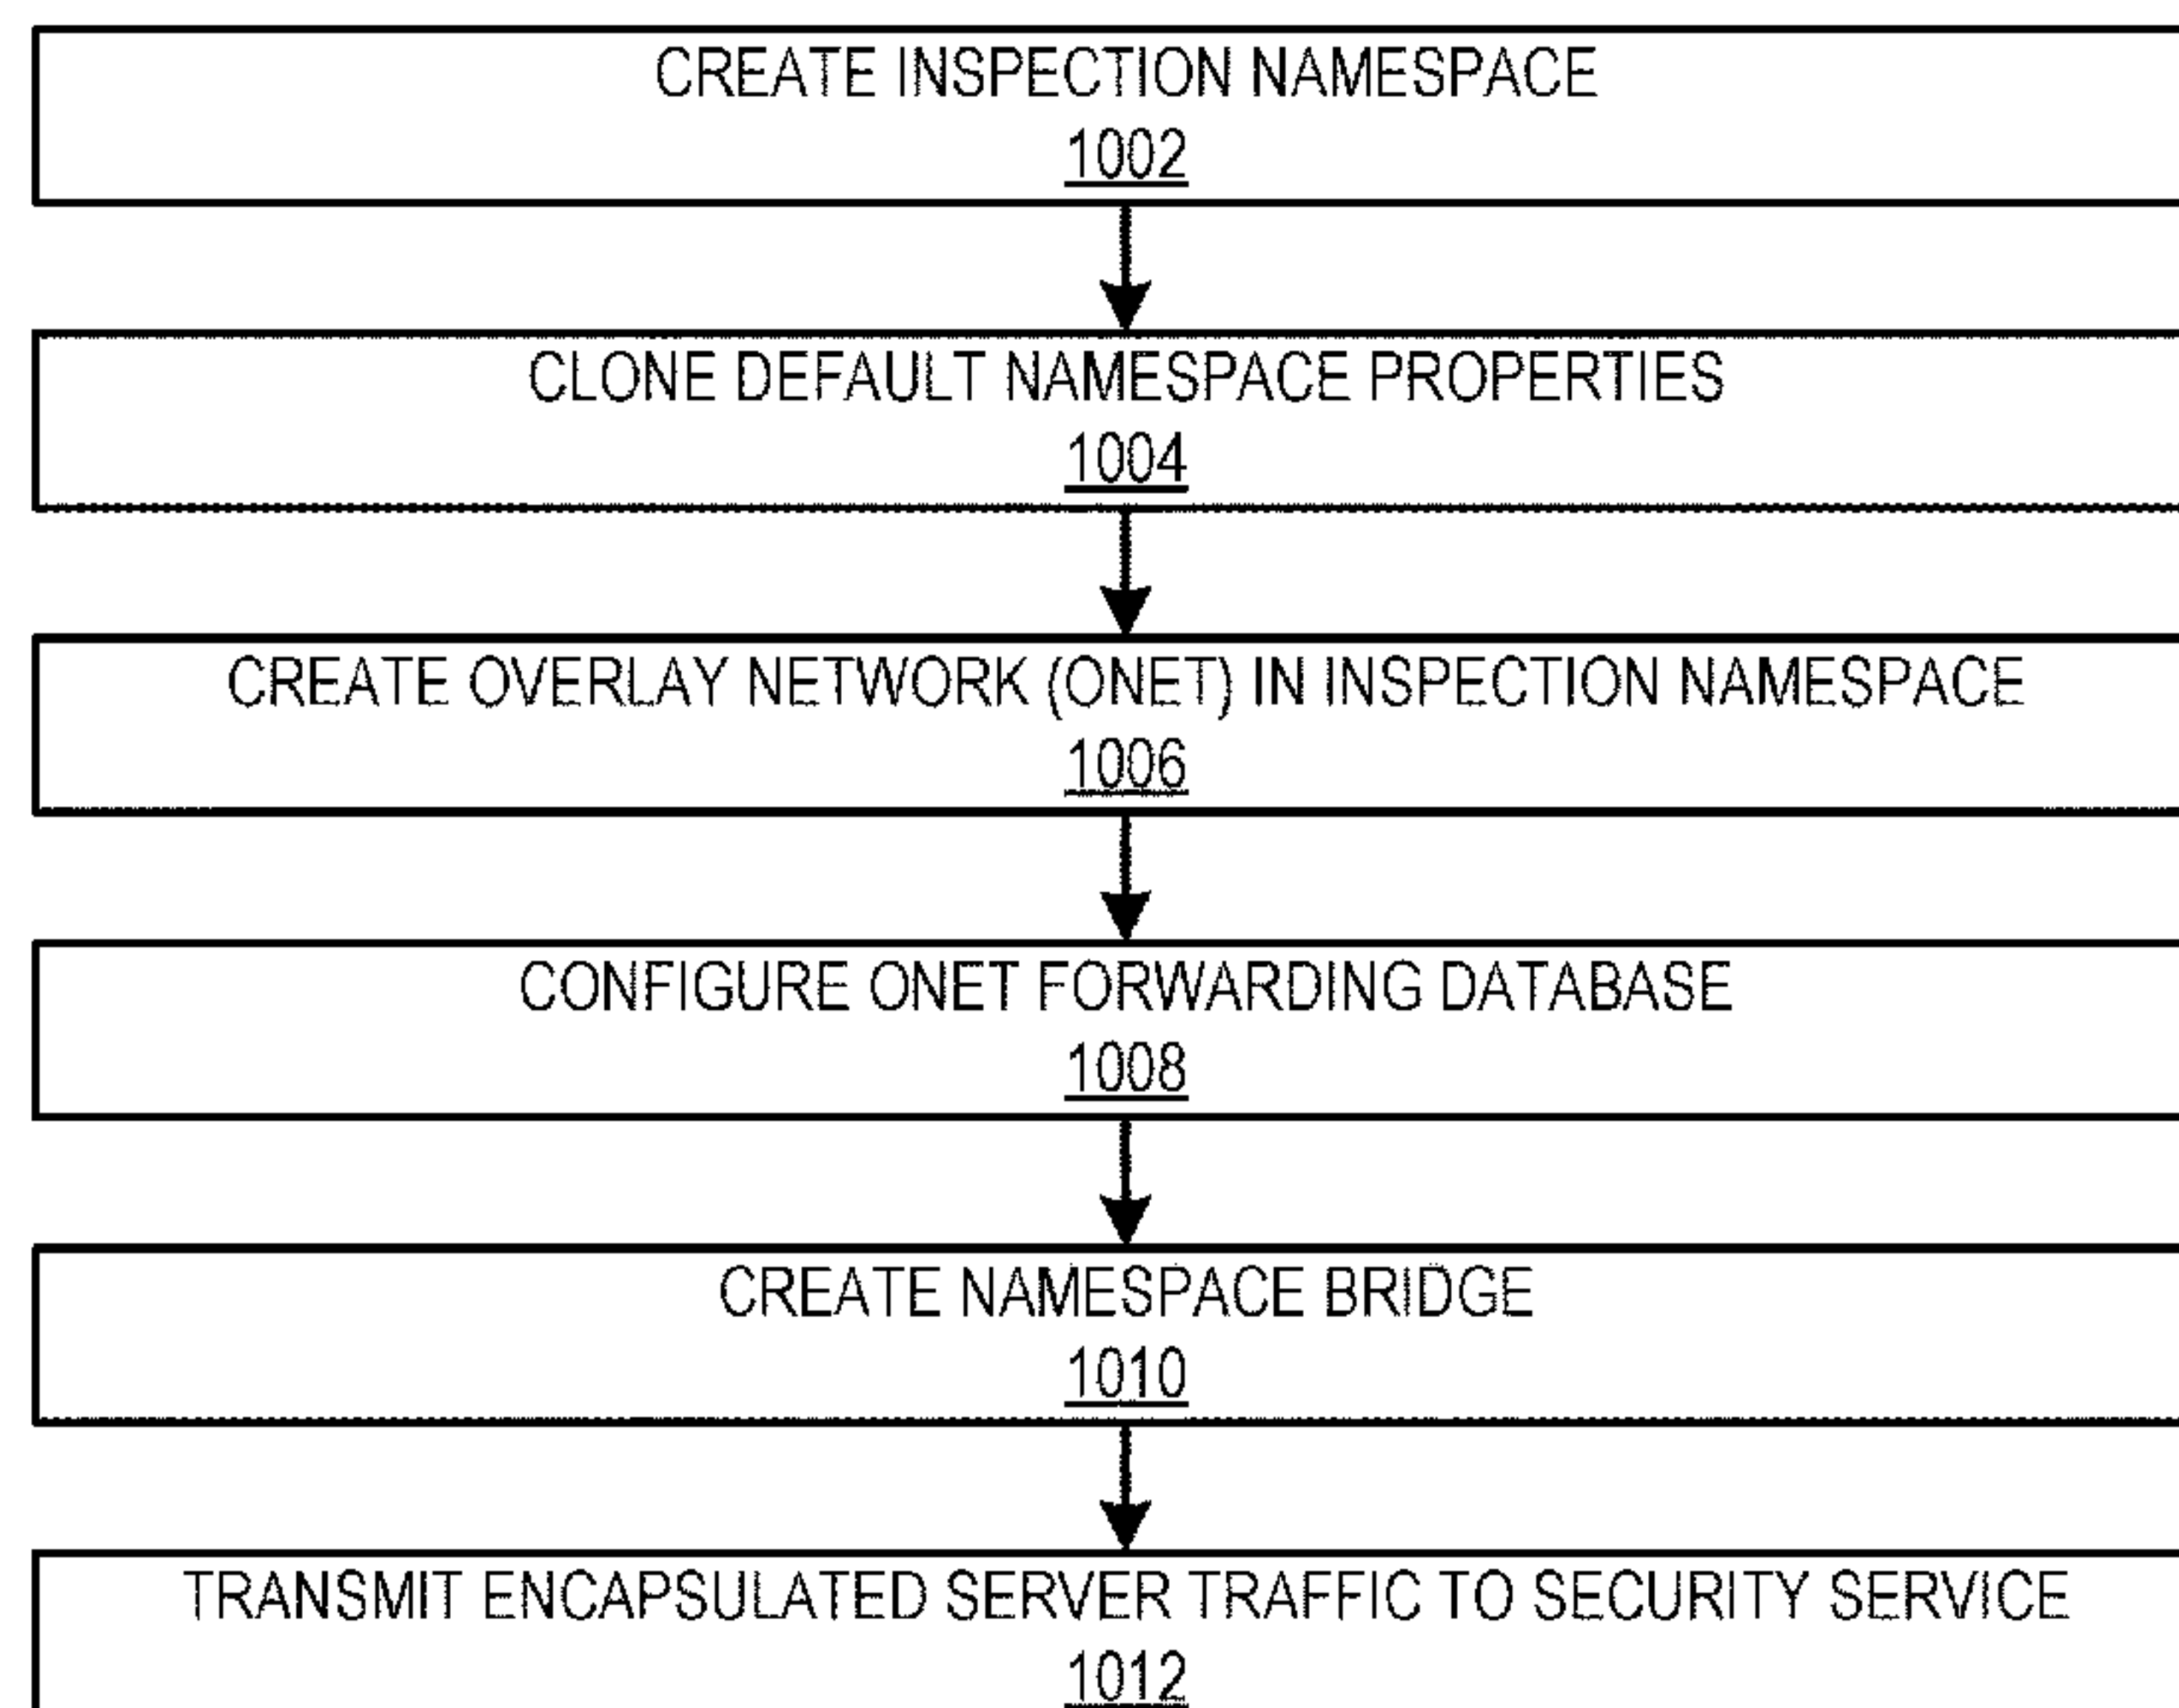 CREATE INSPECTION NAMESPACE
1002
CLONE DEFAULT NAMESPACE PROPERTIES
1004
CREATE OVERLAY NETWORK (ONET) IN INSPECTION NAMESPACE
1006
CONFIGURE ONET FORWARDING DATABASE
1008
CREATE NAMESPACE BRIDGE
1010
TRANSMIT ENCAPSULATED SERVER TRAFFIC TO SECURITY SERVICE
1012